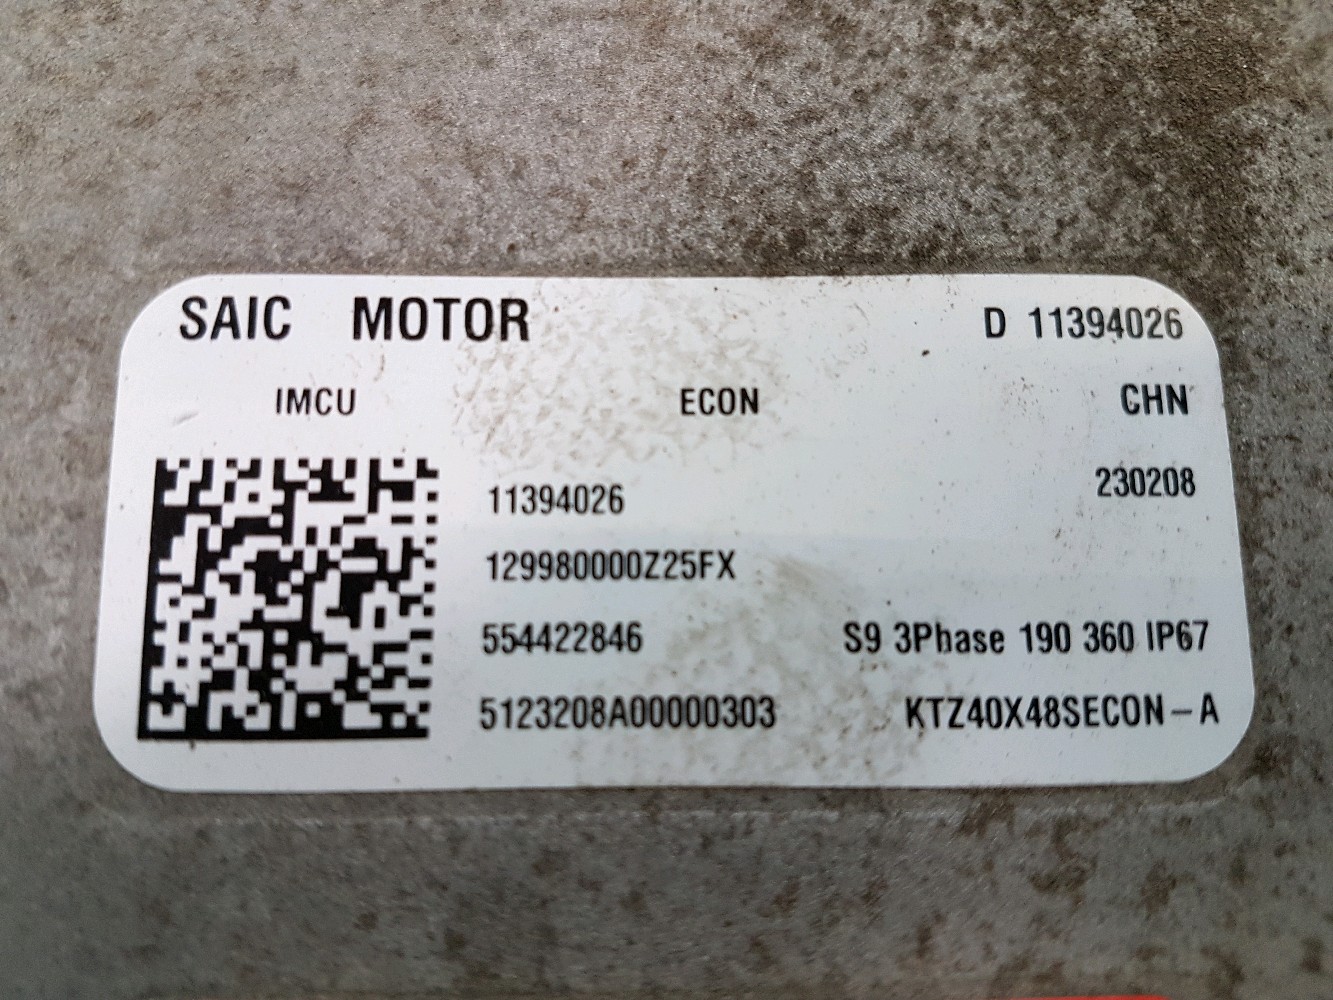 SAIC MOTOR D 11394026
IMCU ECON CHN
11394026 230208
129980000Z25FX
554422846 S9 3Phase 190 360 IP67
5123208A00000303 KTZ40X48SECON-A